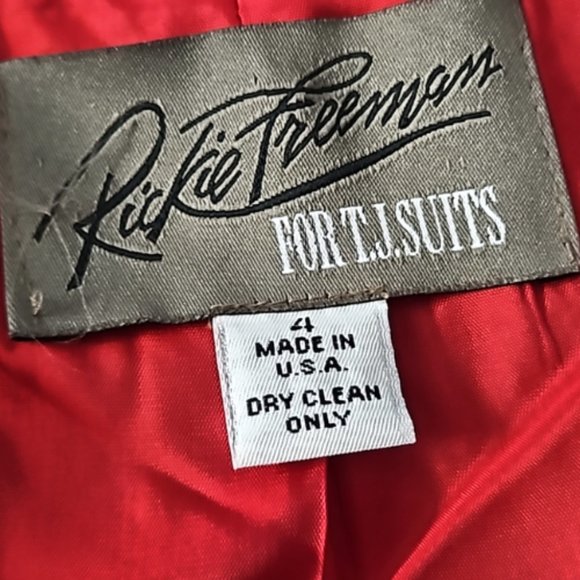 Rickie Freeman
FOR T.J.SUITS
4
MADE IN
U.S.A.
DRY CLEAN
ONLY